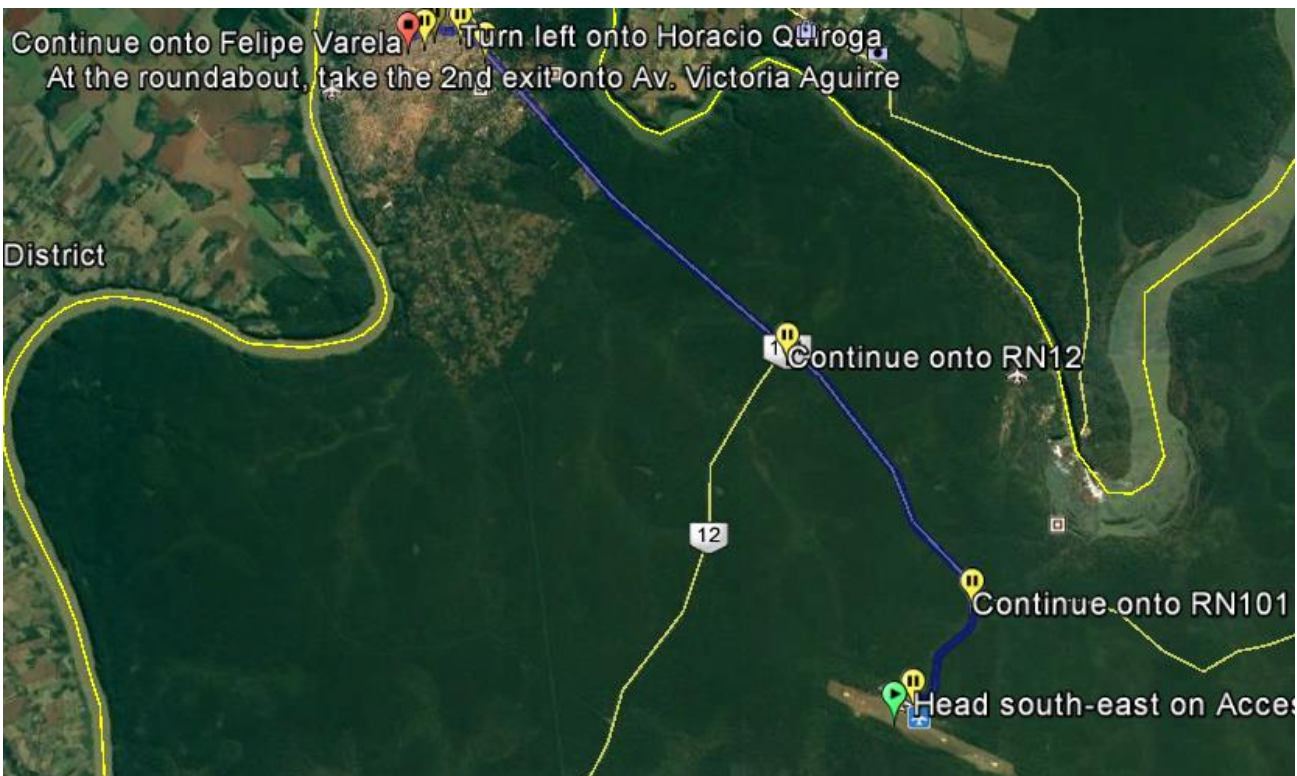 Continue onto Felipe Varela
Turn left onto Horacio Quiroga
At the roundabout, take the 2nd exit onto Av. Victoria Aguirre
District
Continue onto RN12
12
Continue onto RN101
Head south-east on Acces